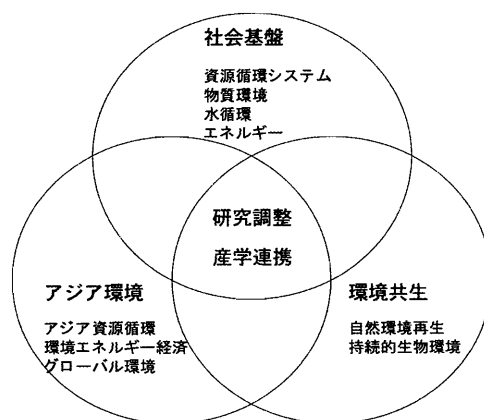 社会基盤
資源循環システム
物質環境
水循環
エネルギー
研究調整
産学連携
アジア環境
アジア資源循環
環境エネルギー経済
グローバル環境
環境共生
自然環境再生
持続的生物環境